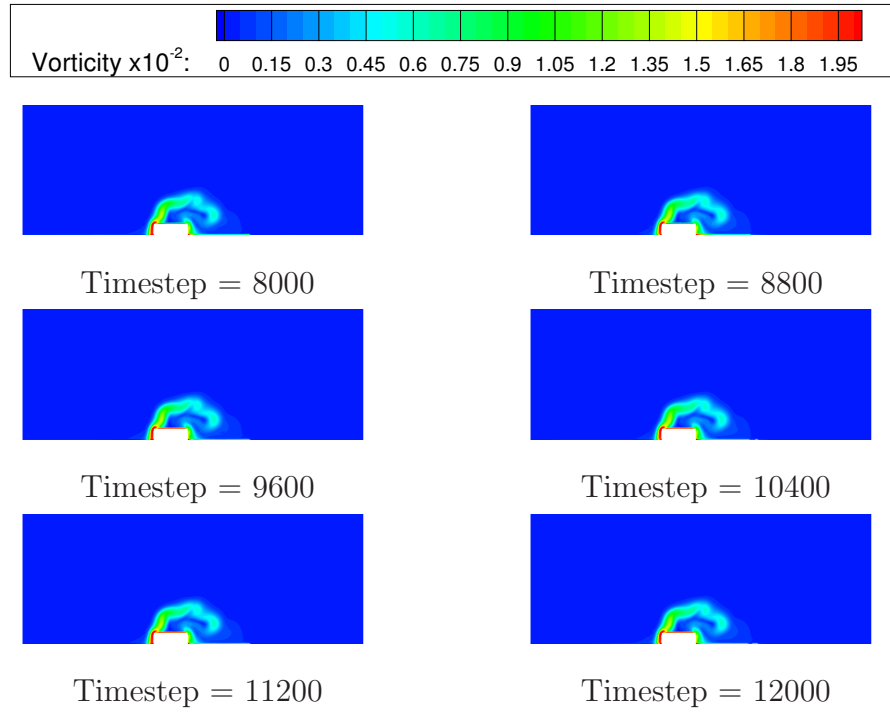 Vorticity x10-2: 0 0.15 0.3 0.45 0.6 0.75 0.9 1.05 1.2 1.35 1.5 1.65 1.8 1.95
Timestep = 8000
Timestep = 8800
Timestep = 9600
Timestep = 10400
Timestep = 11200
Timestep = 12000